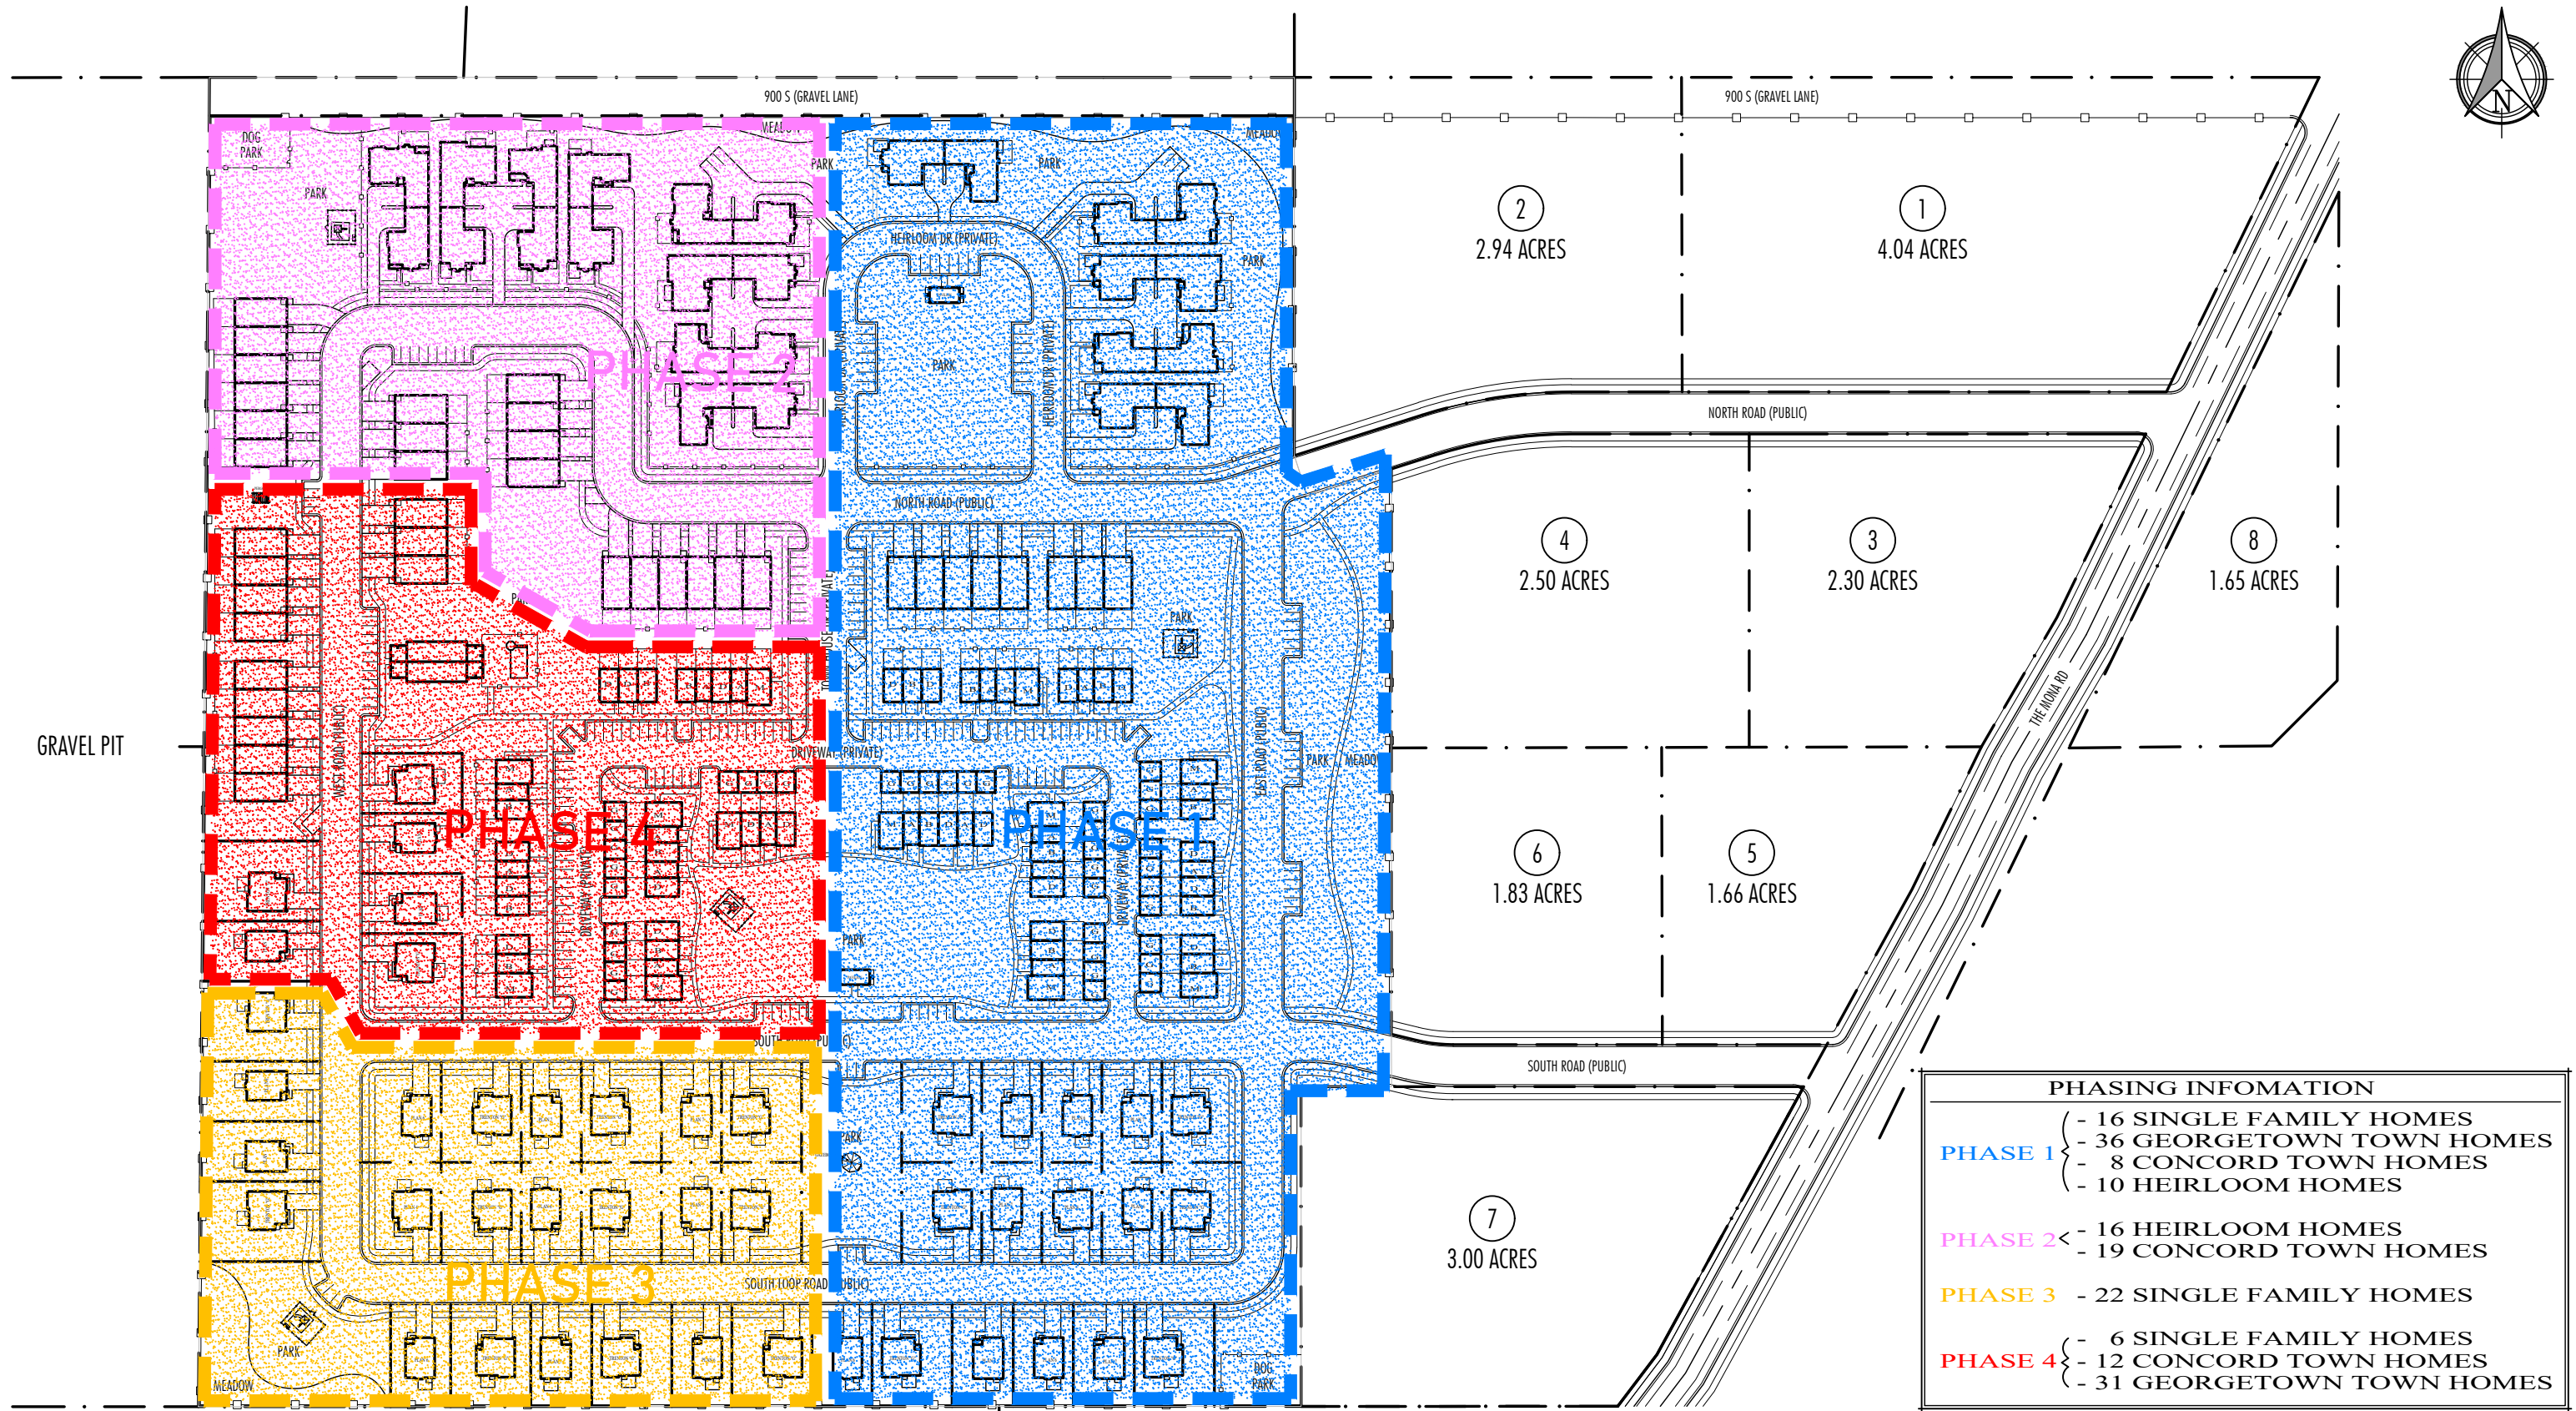 900 S (GRAVEL LANE)
900 S (GRAVEL LANE)
N
DOG
PARK
PARK
PARK
PARK
HEIRLOOM DR (PRIVATE)
PARK
PARK
HEIRLOOM DR (PRIVATE)
PHASE 2
2
2.94 ACRES
1
4.04 ACRES
NORTH ROAD (PUBLIC)
NORTH ROAD (PUBLIC)
4
2.50 ACRES
3
2.30 ACRES
8
1.65 ACRES
PARK
THE MONA RD
GRAVEL PIT
WEST ROAD (PUBLIC)
EAST ROAD (PUBLIC)
DRIVEWAY (PRIVATE)
PARK
PHASE 4
PHASE 1
DRIVEWAY (PRIVATE)
DRIVEWAY (PRIVATE)
6
1.83 ACRES
5
1.66 ACRES
PARK
SOUTH ROAD (PUBLIC)
PARK
7
3.00 ACRES
PHASE 3
SOUTH LOOP ROAD (PUBLIC)
PARK
MEADOW
DOG
PARK
PHASING INFOMATION
PHASE 1
- 16 SINGLE FAMILY HOMES
- 36 GEORGETOWN TOWN HOMES
- 8 CONCORD TOWN HOMES
- 10 HEIRLOOM HOMES
PHASE 2
- 16 HEIRLOOM HOMES
- 19 CONCORD TOWN HOMES
PHASE 3 - 22 SINGLE FAMILY HOMES
PHASE 4
- 6 SINGLE FAMILY HOMES
- 12 CONCORD TOWN HOMES
- 31 GEORGETOWN TOWN HOMES